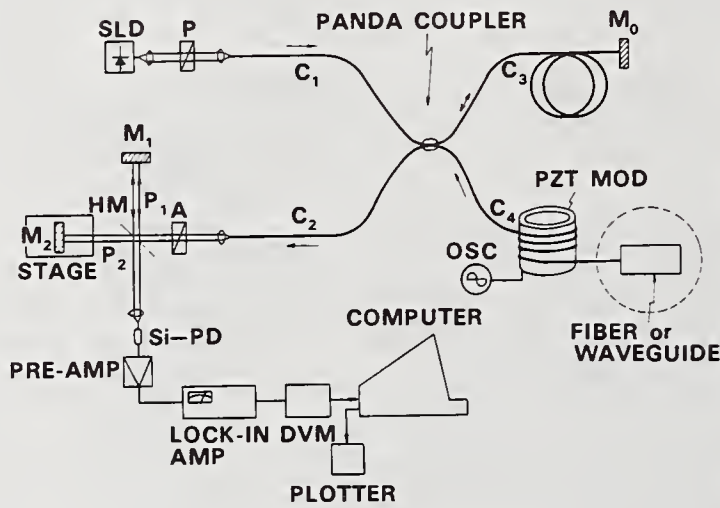 PANDA COUPLER
SLD
P
M0
C1
C3
M1
PZT MOD
HM
P1
A
C2
C4
M2
P2
OSC
STAGE
Si-PD
COMPUTER
FIBER or
WAVEGUIDE
PRE-AMP
LOCK-IN
AMP
DVM
PLOTTER